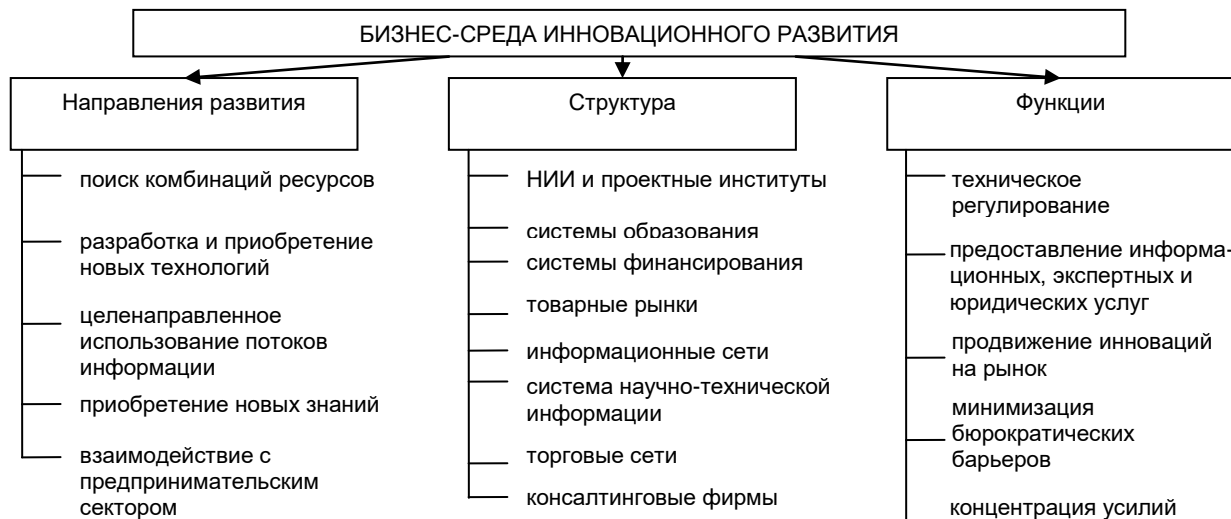 БИЗНЕС-СРЕДА ИННОВАЦИОННОГО РАЗВИТИЯ
Направления развития
поиск комбинаций ресурсов
разработка и приобретение
новых технологий
целенаправленное
использование потоков
информации
приобретение новых знаний
взаимодействие с
предпринимательским
сектором
Структура
НИИ и проектные институты
системы образования
системы финансирования
товарные рынки
информационные сети
система научно-технической
информации
торговые сети
консалтинговые фирмы
Функции
техническое
регулирование
предоставление информа-
ционных, экспертных и
юридических услуг
продвижение инноваций
на рынок
минимизация
бюрократических
барьеров
концентрация усилий